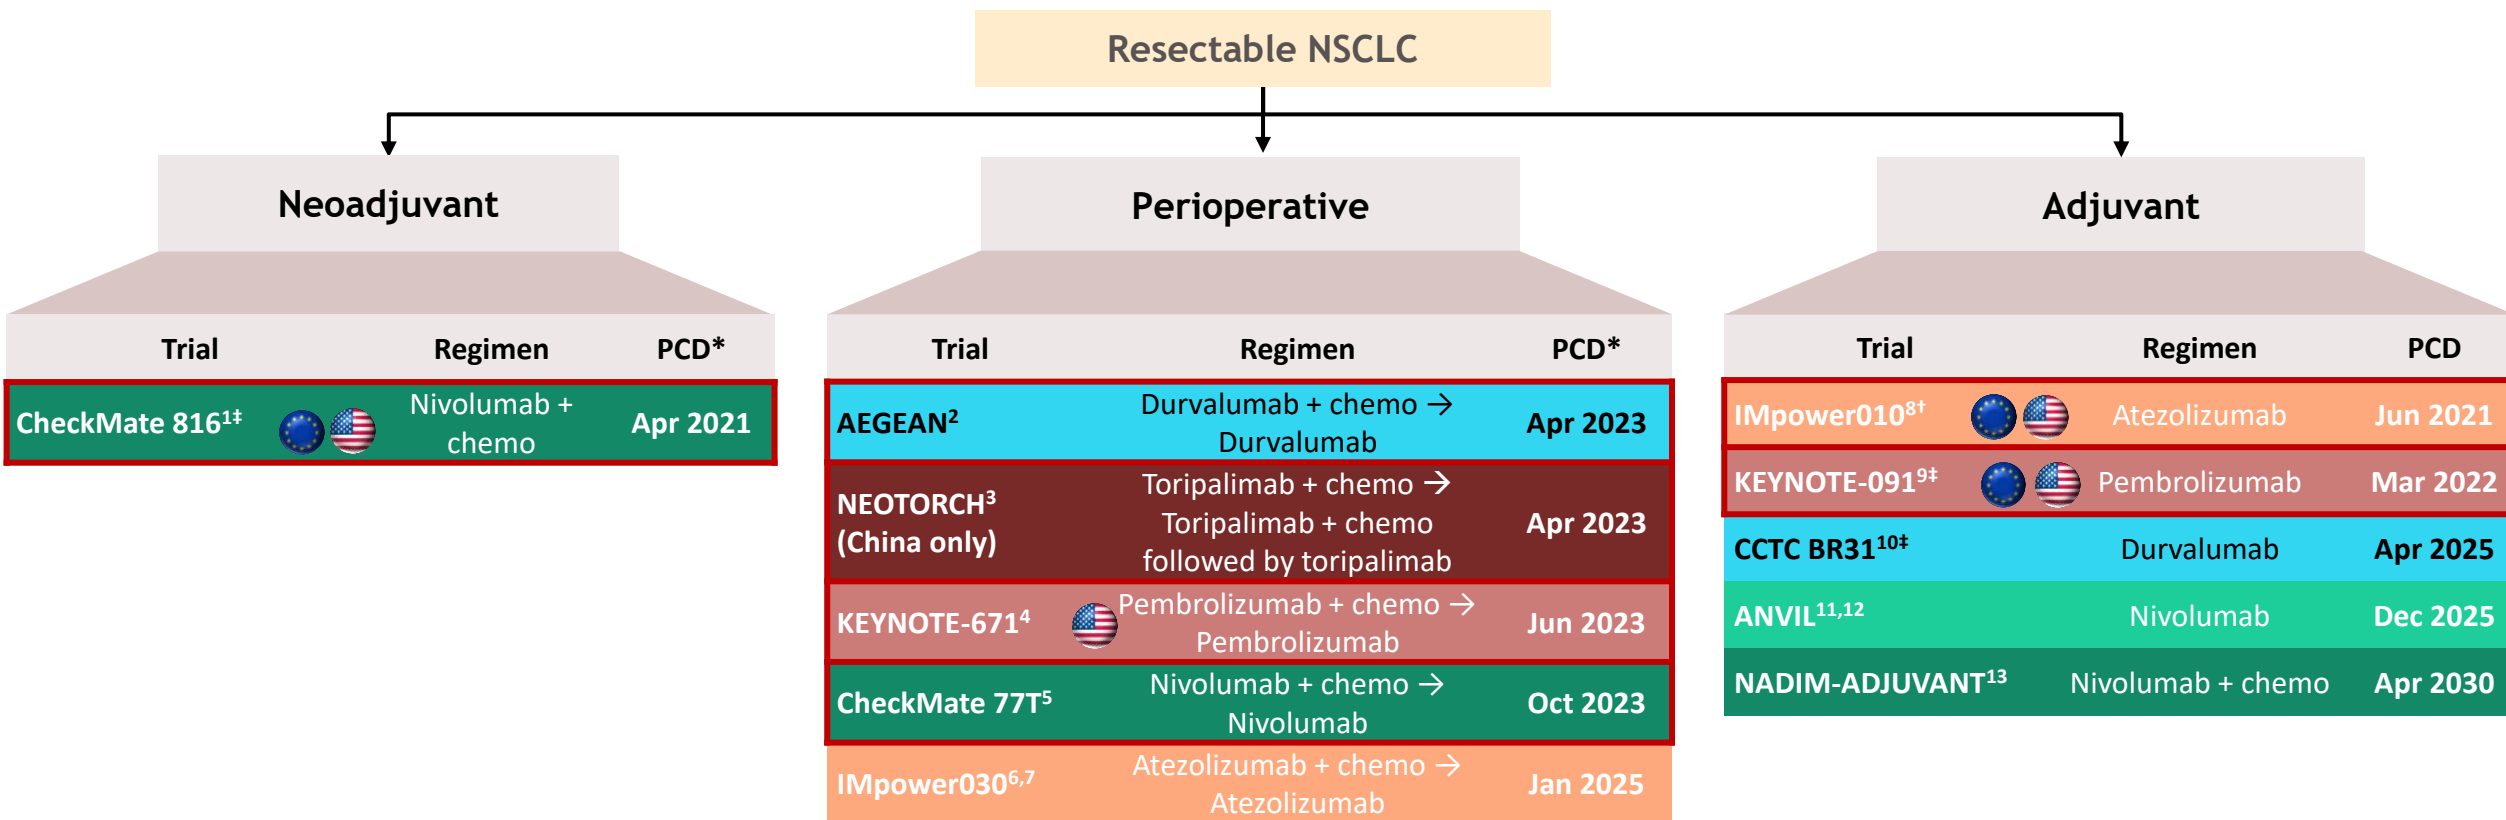 Resectable NSCLC
Neoadjuvant
Trial Regimen PCD*
CheckMate 816¹‡ Nivolumab + chemo Apr 2021
Perioperative
Trial Regimen PCD*
AEGEAN² Durvalumab + chemo → Durvalumab Apr 2023
NEOTORCH³ (China only) Toripalimab + chemo → Toripalimab + chemo followed by toripalimab Apr 2023
KEYNOTE-671⁴ Pembrolizumab + chemo → Pembrolizumab Jun 2023
CheckMate 77T⁵ Nivolumab + chemo → Nivolumab Oct 2023
IMpower030⁶,⁷ Atezolizumab + chemo → Atezolizumab Jan 2025
Adjuvant
Trial Regimen PCD
IMpower010⁸† Atezolizumab Jun 2021
KEYNOTE-091⁹‡ Pembrolizumab Mar 2022
CCTC BR31¹⁰‡ Durvalumab Apr 2025
ANVIL¹¹,¹² Nivolumab Dec 2025
NADIM-ADJUVANT¹³ Nivolumab + chemo Apr 2030